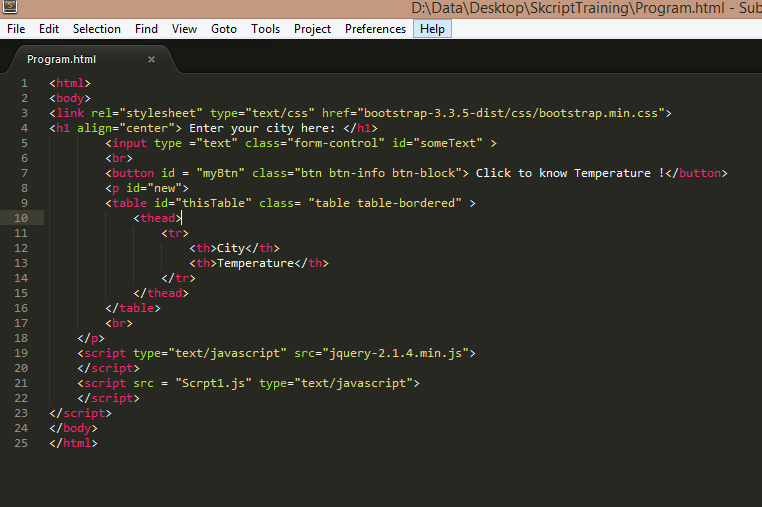 D:\Data\Desktop\SkcriptTraining\Program.html - Sub
File Edit Selection Find View Goto Tools Project Preferences Help
Program.html ×
1 <html>
2 <body>
3 <link rel="stylesheet" type="text/css" href="bootstrap-3.3.5-dist/css/bootstrap.min.css">
4 <h1 align="center"> Enter your city here: </h1>
5 <input type ="text" class="form-control" id="someText" >
6 <br>
7 <button id = "myBtn" class="btn btn-info btn-block"> Click to know Temperature !</button>
8 <p id="new">
9 <table id="thisTable" class= "table table-bordered" >
10 <thead>
11 <tr>
12 <th>City</th>
13 <th>Temperature</th>
14 </tr>
15 </thead>
16 </table>
17 <br>
18 </p>
19 <script type="text/javascript" src="jquery-2.1.4.min.js">
20 </script>
21 <script src = "Scrpt1.js" type="text/javascript">
22 </script>
23 </script>
24 </body>
25 </html>